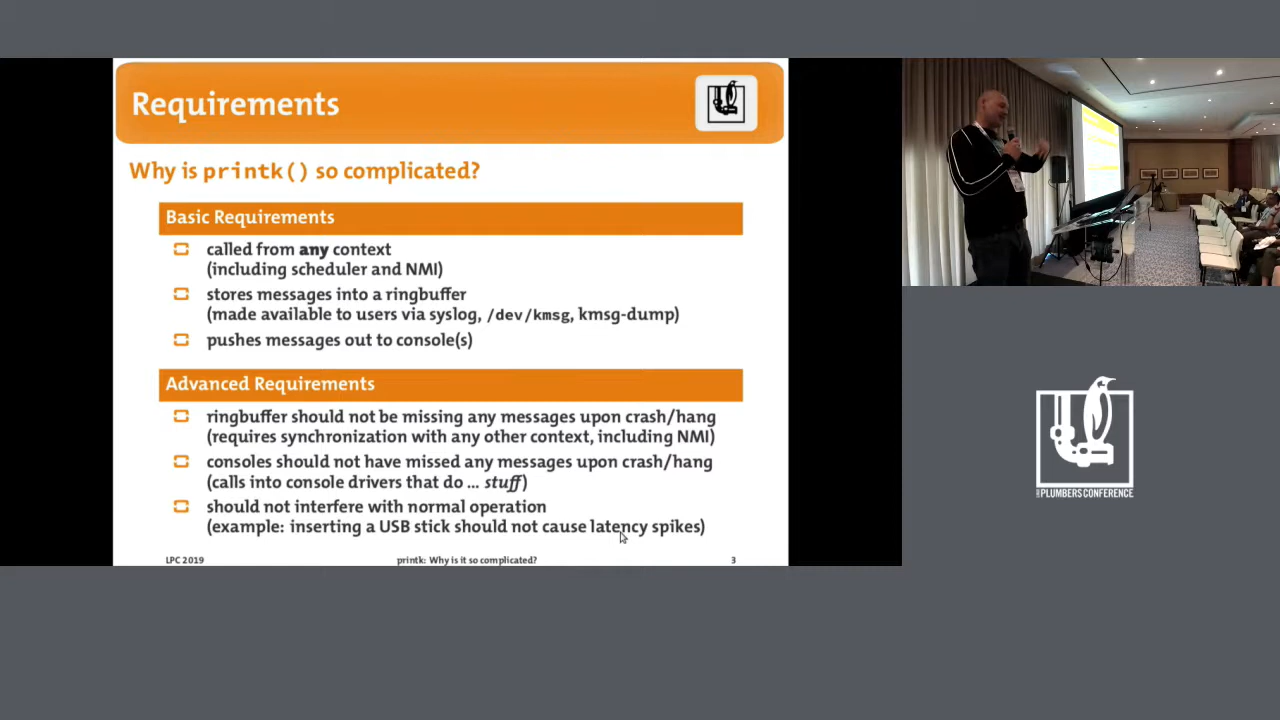 Requirements
Why is printk() so complicated?
Basic Requirements
called from any context
(including scheduler and NMI)
stores messages into a ringbuffer
(made available to users via syslog, /dev/kmsg, kmsg-dump)
pushes messages out to console(s)
Advanced Requirements
ringbuffer should not be missing any messages upon crash/hang
(requires synchronization with any other context, including NMI)
consoles should not have missed any messages upon crash/hang
(calls into console drivers that do ... stuff)
should not interfere with normal operation
(example: inserting a USB stick should not cause latency spikes)
LPC 2019
printk: Why is it so complicated?
3
PLUMBERS CONFERENCE